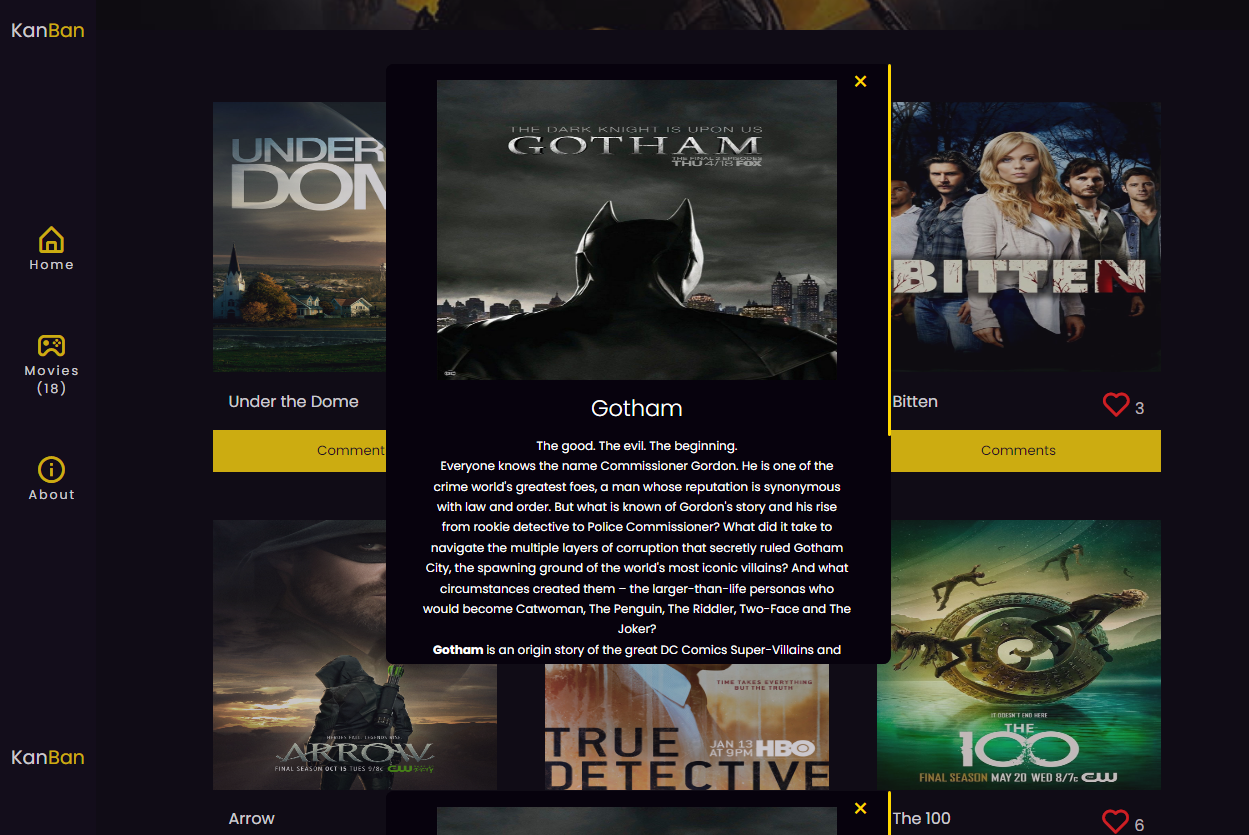 KanBan
Home
Movies
(18)
About
KanBan
UNDER
DOM
Under the Dome
Comment
×
THE DARK KNIGHT IS UPON US
GOTHAM
THE FINAL 2 EPISODES
THU 4/18 FOX
DC
Gotham
The good. The evil. The beginning.
Everyone knows the name Commissioner Gordon. He is one of the
crime world's greatest foes, a man whose reputation is synonymous
with law and order. But what is known of Gordon's story and his rise
from rookie detective to Police Commissioner? What did it take to
navigate the multiple layers of corruption that secretly ruled Gotham
City, the spawning ground of the world's most iconic villains? And what
circumstances created them – the larger-than-life personas who
would become Catwoman, The Penguin, The Riddler, Two-Face and The
Joker?
Gotham is an origin story of the great DC Comics Super-Villains and
BITTEN
Bitten
3
Comments
HEROES FALL. LEGENDS RISE.
ARROW
FINAL SEASON OCT 15 TUES 9/8c CW
Arrow
TIME TAKES EVERYTHING
BUT THE TRUTH
TRUE
DETECTIVE
JAN 13
AT 9PM HBO
IT DOESN'T END HERE
THE
100
FINAL SEASON MAY 20 WED 8/7c CW
The 100
6
×